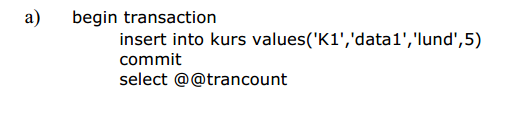 a) begin transaction
insert into kurs values('K1','data1','lund',5)
commit
select @@trancount